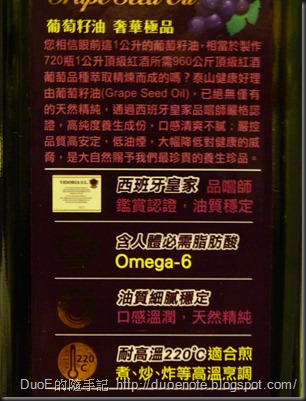 Grape Seed Oil
葡萄籽油 奢華極品
您相信眼前這1公升的葡萄籽油，相當於製作
720瓶1公升頂級紅酒所需960公斤頂級紅酒
葡萄品種萃取精煉而成的嗎？泰山健康好理
由葡萄籽油(Grape Seed Oil)，已絕無僅有
的天然精純，通過西班牙皇家品嚐師嚴格認
證，高純度養生成份，口感清爽不膩；嚴控
品質高安定，低油煙，大幅降低對健康的威
脅，是大自然賜予我們最珍貴的養生珍品。
西班牙皇家 品嚐師
鑑賞認證，油質穩定
含人體必需脂肪酸
Omega-6
油質細膩穩定
口感溫潤，天然精純
220℃
耐高溫220℃適合煎
煮、炒、炸等高溫烹調
DuoE的隨手記 http://duoenote.blogspot.com/